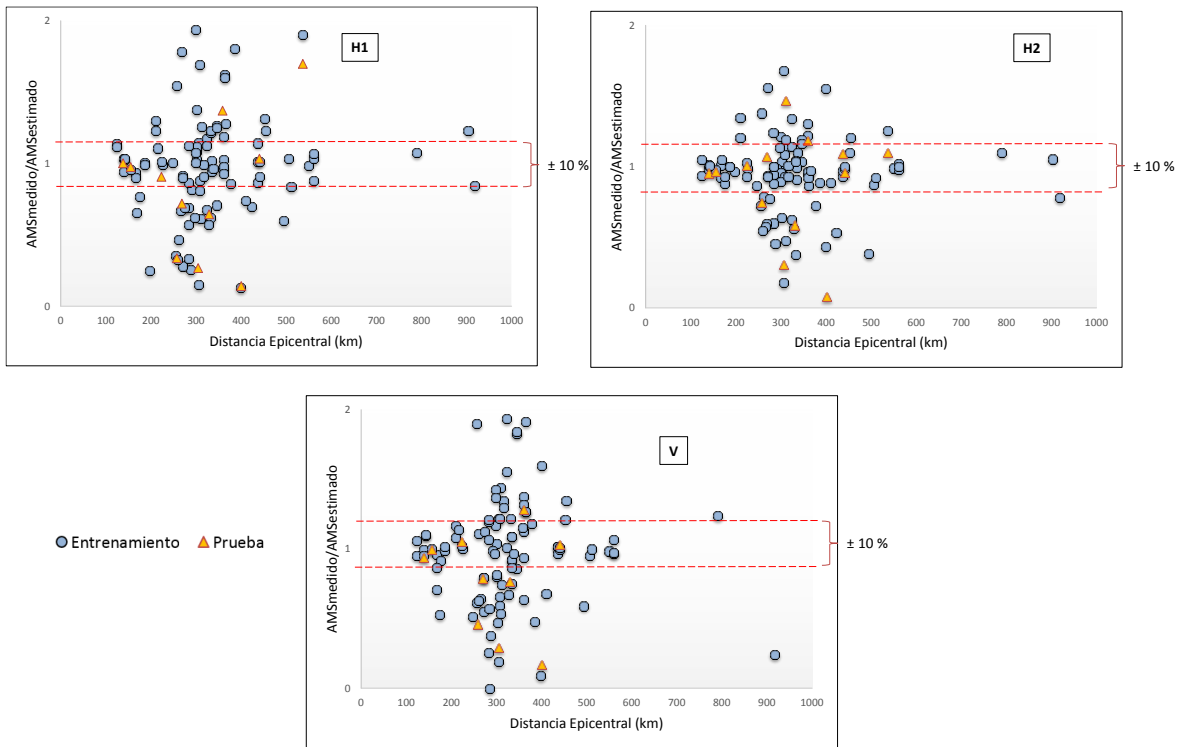 H1
2
1
0
AMSmedido/AMSestimado
0 100 200 300 400 500 600 700 800 900 1000
Distancia Epicentral (km)
± 10 %
H2
2
1
0
AMSmedido/AMSestimado
0 100 200 300 400 500 600 700 800 900 1000
Distancia Epicentral (km)
± 10 %
Entrenamiento Prueba
V
2
1
0
AMSmedido/AMSestimado
0 100 200 300 400 500 600 700 800 900 1000
Distancia Epicentral (km)
± 10 %